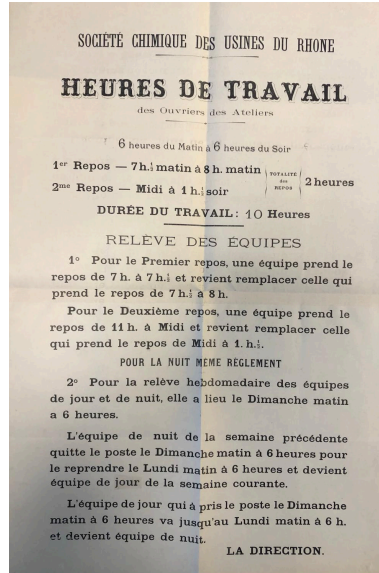 SOCIÉTÉ CHIMIQUE DES USINES DU RHONE
HEURES DE TRAVAIL
des Ouvriers des Ateliers
6 heures du Matin à 6 heures du Soir
1er Repos — 7 h.½ matin à 8 h. matin
2me Repos — Midi à 1 h.½ soir
TOTALITÉ
des
REPOS
2 heures
DURÉE DU TRAVAIL: 10 Heures
RELÈVE DES ÉQUIPES
1º Pour le Premier repos, une équipe prend le
repos de 7 h. à 7 h.½ et revient remplacer celle qui
prend le repos de 7 h.½ à 8 h.
Pour le Deuxième repos, une équipe prend le
repos de 11 h. à Midi et revient remplacer celle
qui prend le repos de Midi à 1. h.½.
POUR LA NUIT MEME RÈGLEMENT
2º Pour la relève hebdomadaire des équipes
de jour et de nuit, elle a lieu le Dimanche matin
a 6 heures.
L'équipe de nuit de la semaine précédente
quitte le poste le Dimanche matin à 6 heures pour
le reprendre le Lundi matin à 6 heures et devient
équipe de jour de la semaine courante.
L'équipe de jour qui à pris le poste le Dimanche
matin à 6 heures va jusqu'au Lundi matin à 6 h.
et devient équipe de nuit.
LA DIRECTION.